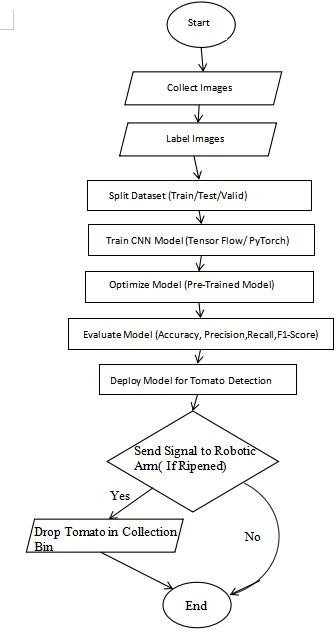 Start
Collect Images
Label Images
Split Dataset (Train/Test/Valid)
Train CNN Model(Tensor Flow/ PyTorch)
Optimize Model (Pre-Trained Model)
Evaluate Model (Accuracy, Precision,Recall,F1-Score)
Deploy Model for Tomato Detection
Send Signal to Robotic
Arm( If Ripened)
Yes
No
Drop Tomato in Collection
Bin
End